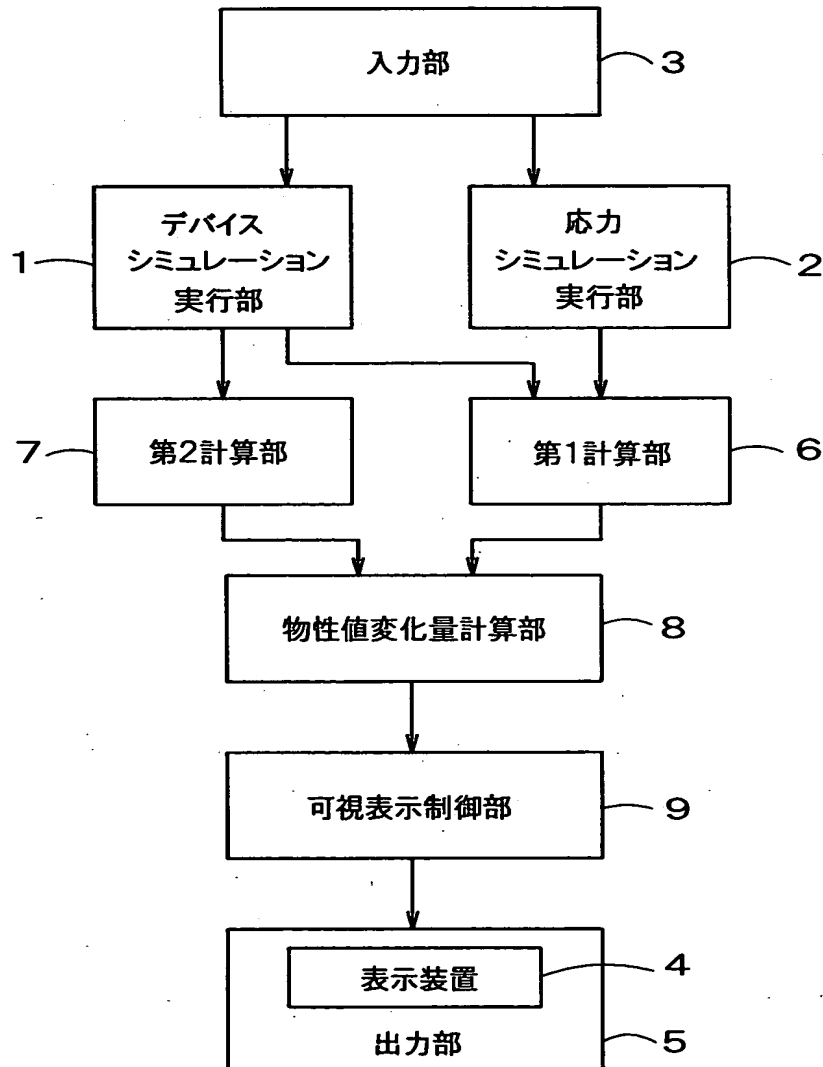 入力部
3
デバイス
シミュレーション
実行部
1
応力
シミュレーション
実行部
2
7
第2計算部
第1計算部
6
物性値変化量計算部
8
可視表示制御部
9
表示装置
4
出力部
5